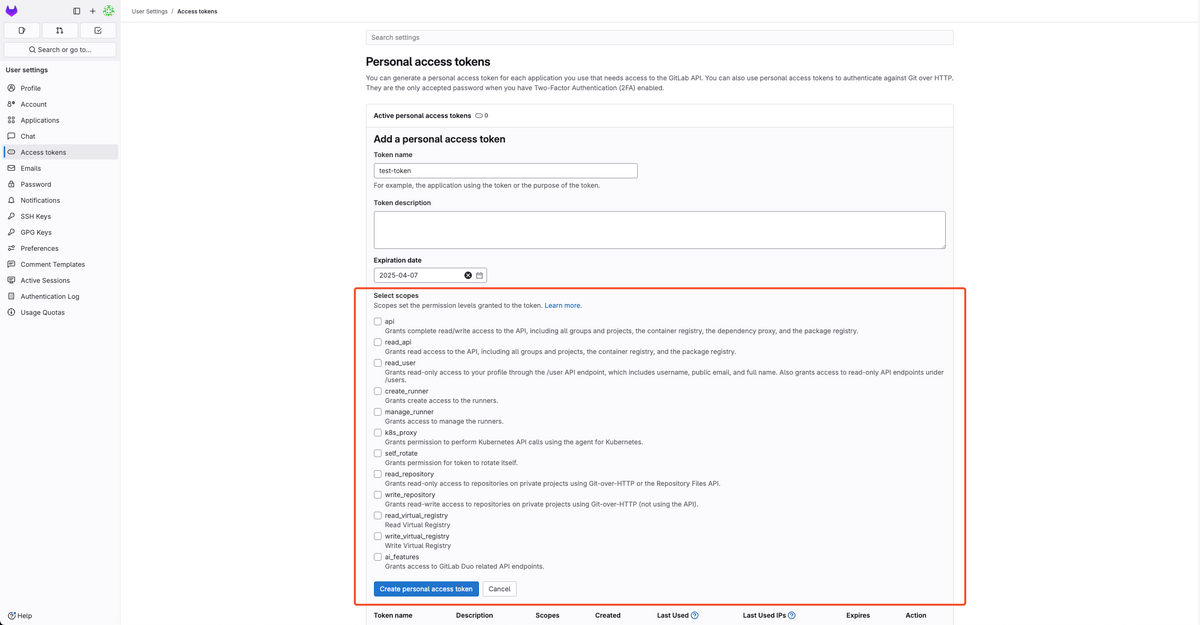 User Settings / Access tokens
Search or go to...
User settings
Profile
Account
Applications
Chat
Access tokens
Emails
Password
Notifications
SSH Keys
GPG Keys
Preferences
Comment Templates
Active Sessions
Authentication Log
Usage Quotas
Help
Search settings
Personal access tokens
You can generate a personal access token for each application you use that needs access to the GitLab API. You can also use personal access tokens to authenticate against Git over HTTP.
They are the only accepted password when you have Two-Factor Authentication (2FA) enabled.
Active personal access tokens 0
Add a personal access token
Token name
test-token
For example, the application using the token or the purpose of the token.
Token description
Expiration date
2025-04-07
Select scopes
Scopes set the permission levels granted to the token. Learn more.
api
Grants complete read/write access to the API, including all groups and projects, the container registry, the dependency proxy, and the package registry.
read_api
Grants read access to the API, including all groups and projects, the container registry, and the package registry.
read_user
Grants read-only access to your profile through the /user API endpoint, which includes username, public email, and full name. Also grants access to read-only API endpoints under
/users.
create_runner
Grants create access to the runners.
manage_runner
Grants access to manage the runners.
k8s_proxy
Grants permission to perform Kubernetes API calls using the agent for Kubernetes.
self_rotate
Grants permission for token to rotate itself.
read_repository
Grants read-only access to repositories on private projects using Git-over-HTTP or the Repository Files API.
write_repository
Grants read-write access to repositories on private projects using Git-over-HTTP (not using the API).
read_virtual_registry
Read Virtual Registry
write_virtual_registry
Write Virtual Registry
ai_features
Grants access to GitLab Duo related API endpoints.
Create personal access token Cancel
Token name Description Scopes Created Last Used Last Used IPs Expires Action